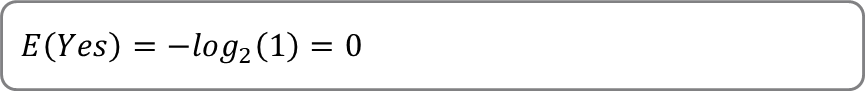 E(Yes) = −log₂(1) = 0